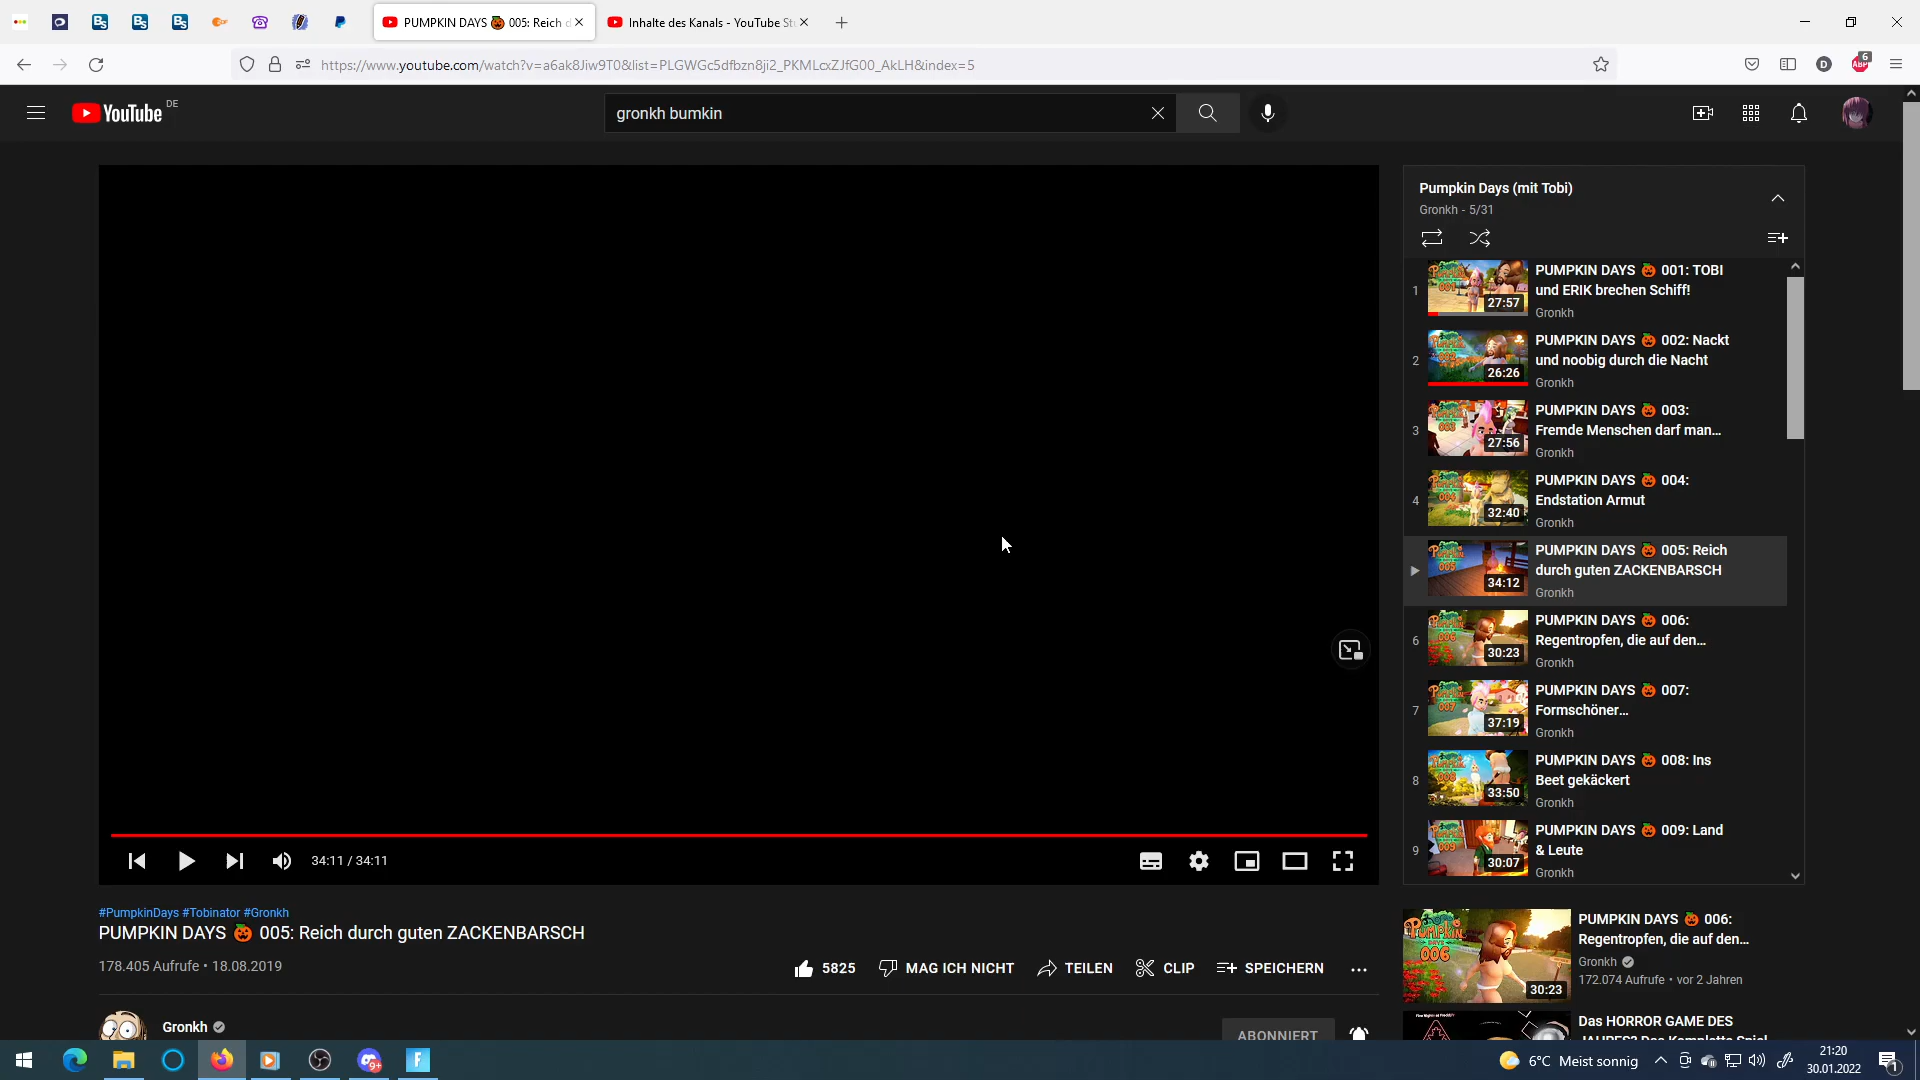 PUMPKIN DAYS 🎃 005: Reich d
Inhalte des Kanals - YouTube St
https://www.youtube.com/watch?v=a6ak8Jiw9T0&list=PLGWGc5dfbzn8ji2_PKMLcxZJfG00_AkLH&index=5
D
6
ABP
YouTube DE
gronkh bumkin
Pumpkin Days (mit Tobi)
Gronkh - 5/31
1
27:57
PUMPKIN DAYS 🎃 001: TOBI
und ERIK brechen Schiff!
Gronkh
2
26:26
PUMPKIN DAYS 🎃 002: Nackt
und noobig durch die Nacht
Gronkh
3
27:56
PUMPKIN DAYS 🎃 003:
Fremde Menschen darf man...
Gronkh
4
32:40
PUMPKIN DAYS 🎃 004:
Endstation Armut
Gronkh
34:12
PUMPKIN DAYS 🎃 005: Reich
durch guten ZACKENBARSCH
Gronkh
6
30:23
PUMPKIN DAYS 🎃 006:
Regentropfen, die auf den...
Gronkh
7
37:19
PUMPKIN DAYS 🎃 007:
Formschöner...
Gronkh
8
33:50
PUMPKIN DAYS 🎃 008: Ins
Beet gekäckert
Gronkh
9
30:07
PUMPKIN DAYS 🎃 009: Land
& Leute
Gronkh
34:11 / 34:11
#PumpkinDays #Tobinator #Gronkh
PUMPKIN DAYS 🎃 005: Reich durch guten ZACKENBARSCH
178.405 Aufrufe • 18.08.2019
5825 MAG ICH NICHT TEILEN CLIP SPEICHERN
Gronkh
ABONNIERT
30:23
PUMPKIN DAYS 🎃 006:
Regentropfen, die auf den...
Gronkh
172.074 Aufrufe • vor 2 Jahren
Das HORROR GAME DES
JAHRES? Das Komplette Spiel
6°C Meist sonnig
21:20
30.01.2022
9+
1